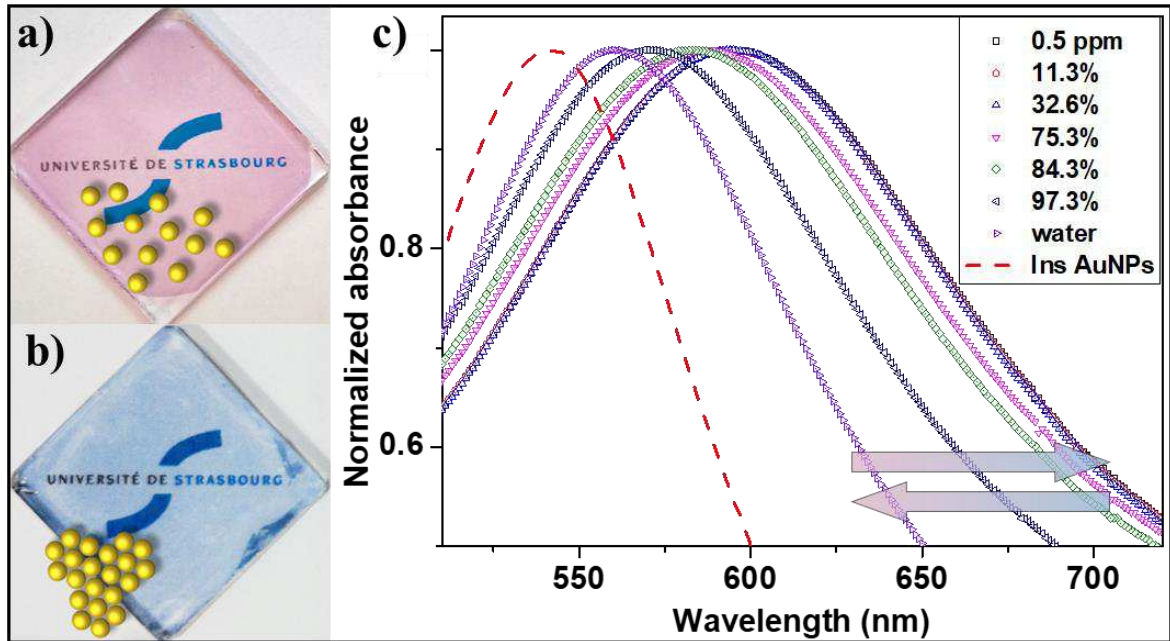 a)
UNIVERSITÉ DE STRASBOURG
b)
UNIVERSITÉ DE STRASBOURG
c)
0.5 ppm
11.3%
32.6%
75.3%
84.3%
97.3%
water
Ins AuNPs
Normalized absorbance
0.8
0.6
550
600
650
700
Wavelength (nm)